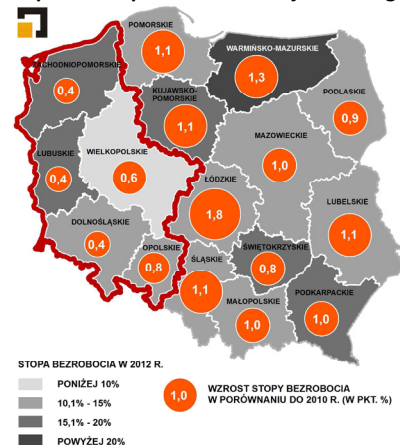 POMORSKIE
1,1
WARMIŃSKO-MAZURSKIE
1,3
ZACHODNIOPOMORSKIE
0,4
KUJAWSKO-
POMORSKIE
1,1
PODLASKIE
0,9
MAZOWIECKIE
1,0
LUBUSKIE
0,4
WIELKOPOLSKIE
0,6
ŁÓDZKIE
1,8
LUBELSKIE
1,1
DOLNOŚLĄSKIE
0,4
OPOLSKIE
0,8
ŚLĄSKIE
1,1
ŚWIĘTOKRZYSKIE
0,8
MAŁOPOLSKIE
1,0
PODKARPACKIE
1,0
STOPA BEZROBOCIA W 2012 R.
PONIŻEJ 10%
10,1% - 15%
15,1% - 20%
POWYŻEJ 20%
1,0
WZROST STOPY BEZROBOCIA
W PORÓWNANIU DO 2010 R. (W PKT. %)